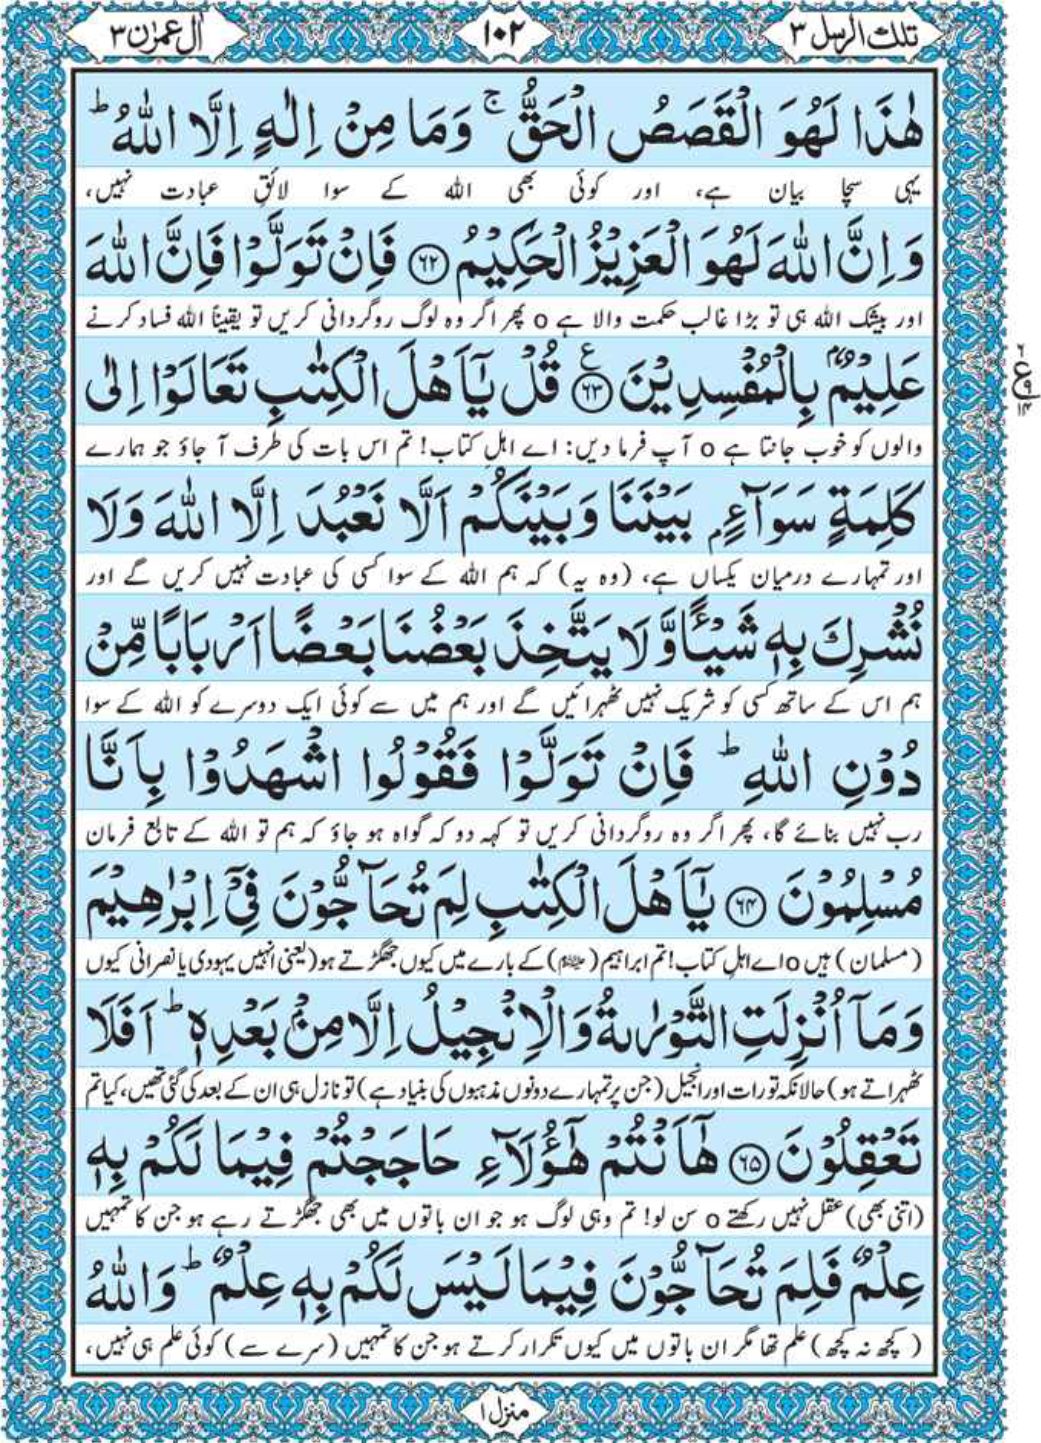 تلك الرسل ٣
١٠٢
اٰل عمرٰن ٣
هٰذَا لَهُوَ الْقَصَصُ الْحَقُّ ۚ وَمَا مِنْ اِلٰهٍ اِلَّا اللّٰهُ ؕ
یہی سچا بیان ہے، اور کوئی بھی اللہ کے سوا لائقِ عبادت نہیں،
وَاِنَّ اللّٰهَ لَهُوَ الْعَزِیْزُ الْحَكِیْمُ ﴿۶۲﴾ فَاِنْ تَوَلَّوْا فَاِنَّ اللّٰهَ
اور بیشک اللہ ہی تو بڑا غالب حکمت والا ہے o پھر اگر وہ لوگ روگردانی کریں تو یقیناً اللہ فساد کرنے
عَلِیْمٌۢ بِالْمُفْسِدِیْنَ ﴿۶۳﴾ ع قُلْ یٰۤاَهْلَ الْكِتٰبِ تَعَالَوْا اِلٰی
والوں کو خوب جانتا ہے o آپ فرما دیں: اے اہلِ کتاب! تم اس بات کی طرف آ جاؤ جو ہمارے
كَلِمَةٍ سَوَآءٍۭ بَیْنَنَا وَبَیْنَكُمْ اَلَّا نَعْبُدَ اِلَّا اللّٰهَ وَلَا
اور تمہارے درمیان یکساں ہے، (وہ یہ) کہ ہم اللہ کے سوا کسی کی عبادت نہیں کریں گے اور
نُشْرِكَ بِهٖ شَیْـًٔا وَّلَا یَتَّخِذَ بَعْضُنَا بَعْضًا اَرْبَابًا مِّنْ
ہم اس کے ساتھ کسی کو شریک نہیں ٹھہرائیں گے اور ہم میں سے کوئی ایک دوسرے کو اللہ کے سوا
دُوْنِ اللّٰهِ ؕ فَاِنْ تَوَلَّوْا فَقُوْلُوا اشْهَدُوْا بِاَنَّا
رب نہیں بنائے گا، پھر اگر وہ روگردانی کریں تو کہہ دو کہ گواہ ہو جاؤ کہ ہم تو اللہ کے تابع فرمان
مُسْلِمُوْنَ ﴿۶۴﴾ یٰۤاَهْلَ الْكِتٰبِ لِمَ تُحَآجُّوْنَ فِیْۤ اِبْرٰهِیْمَ
(مسلمان) ہیں o اے اہلِ کتاب! تم ابراہیم (علیہ السلام) کے بارے میں کیوں جھگڑتے ہو (یعنی انہیں یہودی یا نصرانی کیوں
وَمَاۤ اُنْزِلَتِ التَّوْرٰىةُ وَالْاِنْجِیْلُ اِلَّا مِنْۢ بَعْدِهٖ ؕ اَفَلَا
ٹھہراتے ہو) حالانکہ تورات اور انجیل (جن پر تمہارے دونوں مذہبوں کی بنیاد ہے) تو نازل ہی ان کے بعد کی گئی تھیں، کیا تم
تَعْقِلُوْنَ ﴿۶۵﴾ هٰۤاَنْتُمْ هٰۤؤُلَآءِ حَاجَجْتُمْ فِیْمَا لَكُمْ بِهٖ
(اتنی بھی) عقل نہیں رکھتے o سن لو! تم وہی لوگ ہو جو ان باتوں میں بھی جھگڑتے رہے ہو جن کا تمہیں
عِلْمٌ فَلِمَ تُحَآجُّوْنَ فِیْمَا لَیْسَ لَكُمْ بِهٖ عِلْمٌ ؕ وَاللّٰهُ
(کچھ نہ کچھ) علم تھا مگر ان باتوں میں کیوں تکرار کرتے ہو جن کا تمہیں (سرے سے) کوئی علم ہی نہیں،
منزل ۱